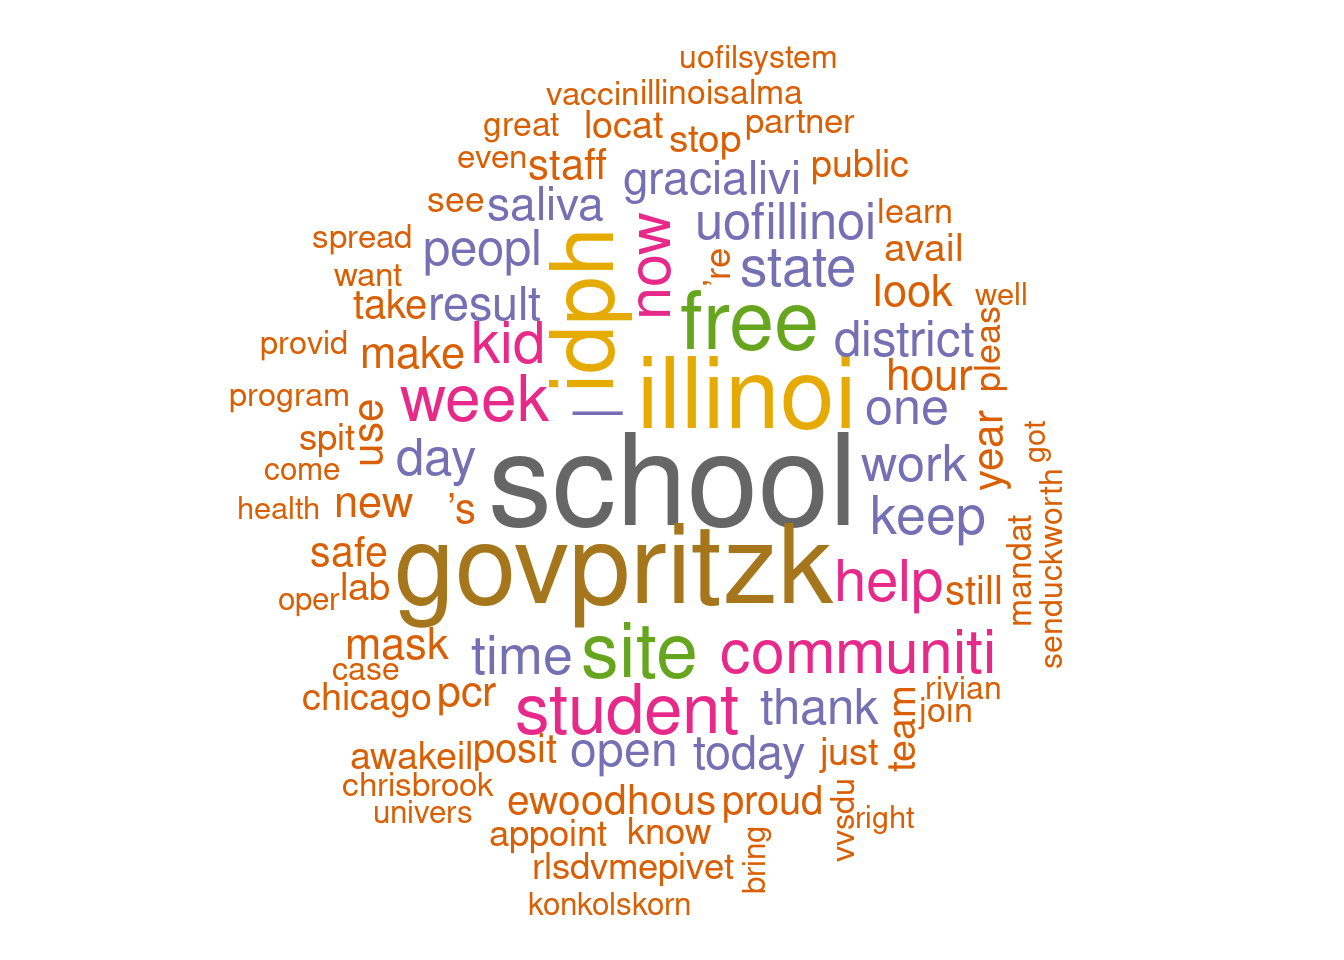 uofilsystem
vaccin
illinoisalma
great
locat
stop
partner
even
staff
gracialivi
public
see
saliva
now
uofillinoi
learn
spread
peopl
idph
're
state
avail
want
take
result
free
look
well
provid
make
kid
district
pleas
program
use
week
—
illinoi
hour
one
spit
day
school
work
year
got
come
health
new
's
keep
safe
govpritzk
help
still
mandat
senduckworth
oper
lab
mask
time
site
communiti
case
chicago
pcr
student
thank
team
rivian
join
awakeil
posit
open
today
just
chrisbrook
univers
ewoodhous
proud
vvsdu
right
appoint
know
bring
rlsdvmepivet
konkolskorn